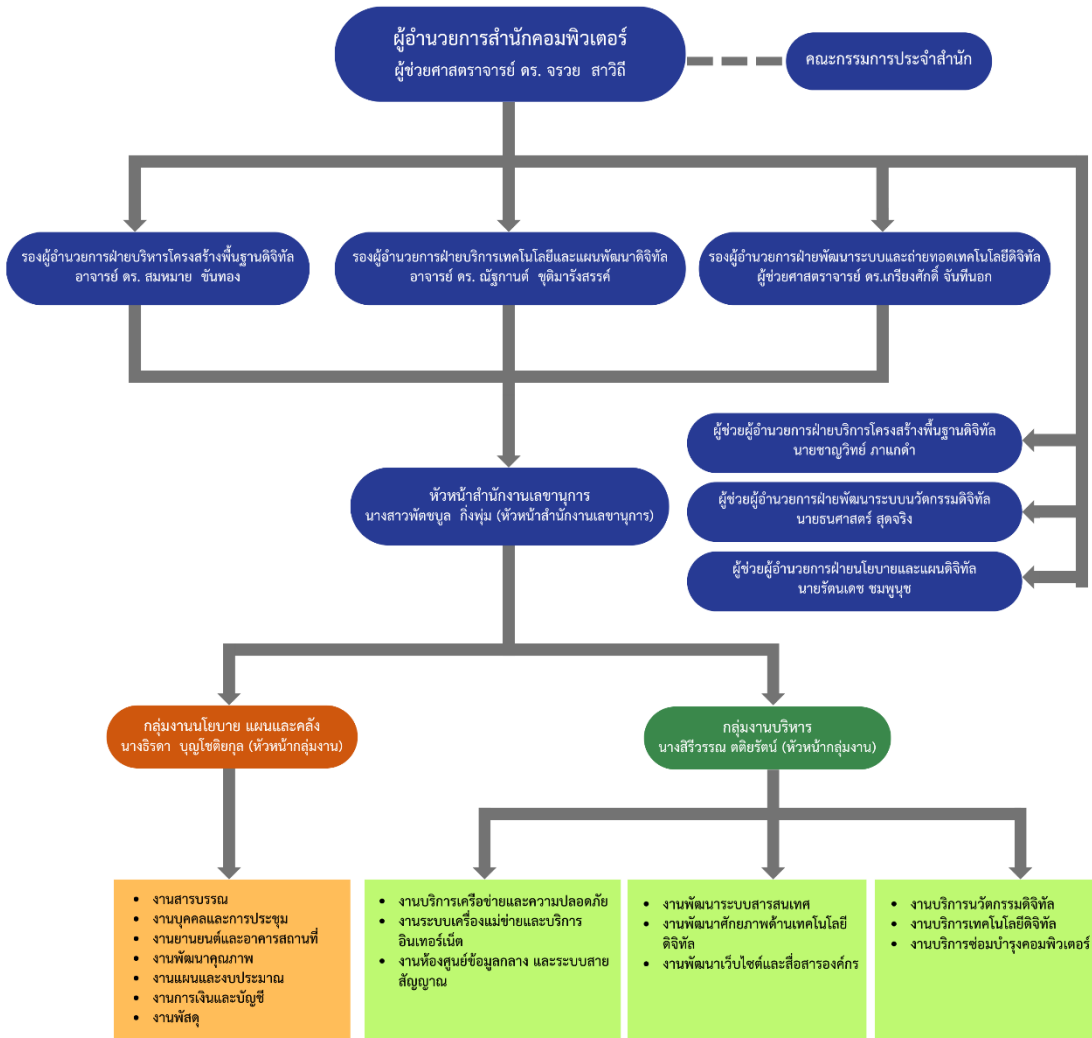 ผู้อำนวยการสำนักคอมพิวเตอร์
ผู้ช่วยศาสตราจารย์ ดร. จรวย สาวิถี
คณะกรรมการประจำสำนัก
รองผู้อำนวยการฝ่ายบริหารโครงสร้างพื้นฐานดิจิทัล
อาจารย์ ดร. สมหมาย ขันทอง
รองผู้อำนวยการฝ่ายบริการเทคโนโลยีและแผนพัฒนาดิจิทัล
อาจารย์ ดร. ณัฐกานต์ ชุติมารังสรรค์
รองผู้อำนวยการฝ่ายพัฒนาระบบและถ่ายทอดเทคโนโลยีดิจิทัล
ผู้ช่วยศาสตราจารย์ ดร.เกรียงศักดิ์ จันทีนอก
ผู้ช่วยผู้อำนวยการฝ่ายบริการโครงสร้างพื้นฐานดิจิทัล
นายชาญวิทย์ ภาแกดำ
ผู้ช่วยผู้อำนวยการฝ่ายพัฒนาระบบนวัตกรรมดิจิทัล
นายธนศาสตร์ สุดจริง
ผู้ช่วยผู้อำนวยการฝ่ายนโยบายและแผนดิจิทัล
นายรัตนเดช ชมพูนุช
หัวหน้าสำนักงานเลขานุการ
นางสาวพัดชบูล กิ่งพุ่ม (หัวหน้าสำนักงานเลขานุการ)
กลุ่มงานนโยบาย แผนและคลัง
นางธิรดา บุญโชติยกุล (หัวหน้ากลุ่มงาน)
กลุ่มงานบริหาร
นางสิรีวรรณ ตติยรัตน์ (หัวหน้ากลุ่มงาน)
• งานสารบรรณ
• งานบุคคลและการประชุม
• งานยานยนต์และอาคารสถานที่
• งานพัฒนาคุณภาพ
• งานแผนและงบประมาณ
• งานการเงินและบัญชี
• งานพัสดุ
• งานบริการเครือข่ายและความปลอดภัย
• งานระบบเครื่องแม่ข่ายและบริการ
อินเทอร์เน็ต
• งานห้องศูนย์ข้อมูลกลาง และระบบสาย
สัญญาณ
• งานพัฒนาระบบสารสนเทศ
• งานพัฒนาศักยภาพด้านเทคโนโลยี
ดิจิทัล
• งานพัฒนาเว็บไซต์และสื่อสารองค์กร
• งานบริการนวัตกรรมดิจิทัล
• งานบริการเทคโนโลยีดิจิทัล
• งานบริการซ่อมบำรุงคอมพิวเตอร์